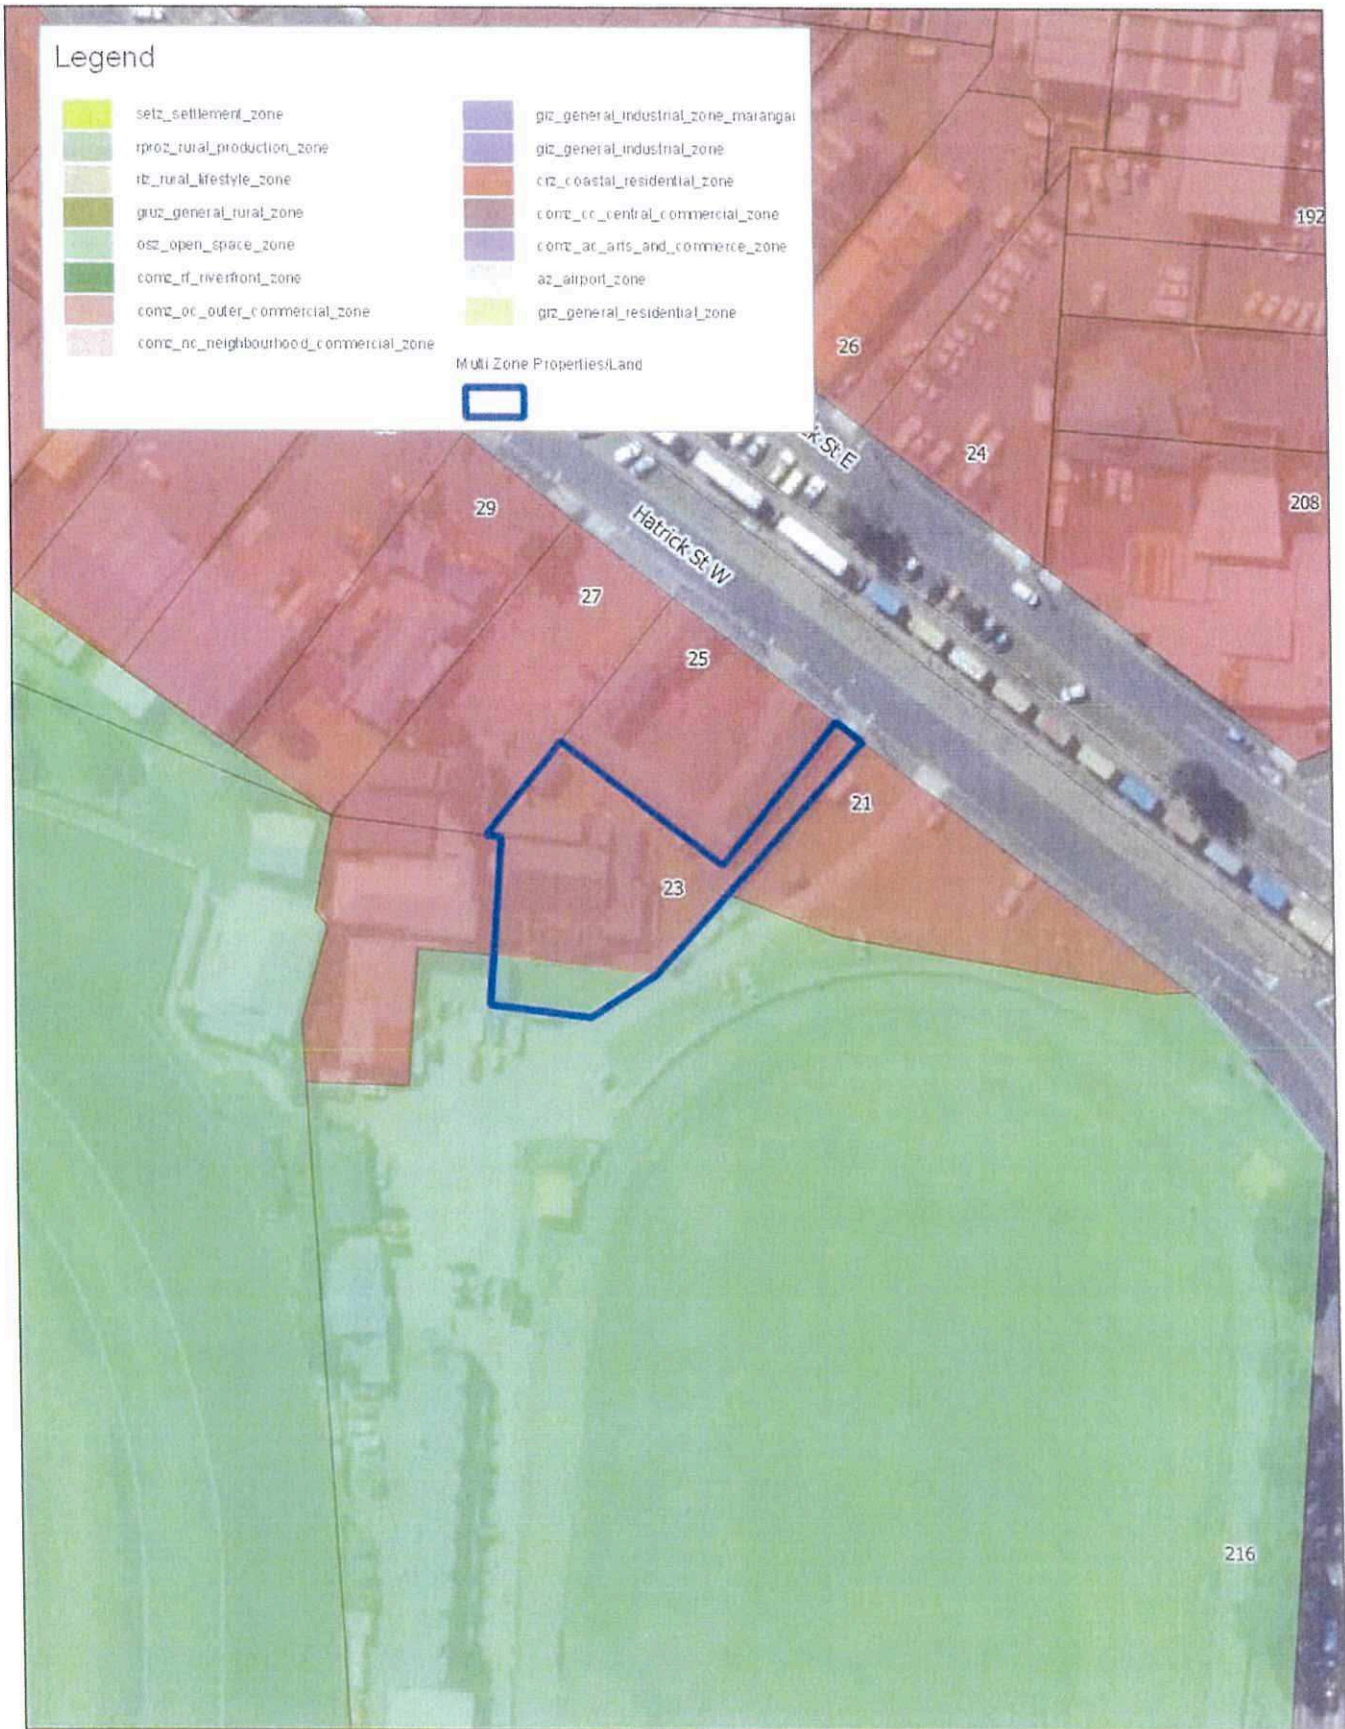 Legend
setz_settlement_zone
rproz_rural_production_zone
rlz_rural_lifestyle_zone
gruz_general_rural_zone
osz_open_space_zone
comz_rf_riverfront_zone
comz_oc_outer_commercial_zone
comz_nc_neighbourhood_commercial_zone
giz_general_industrial_zone_marangai
giz_general_industrial_zone
crz_coastal_residential_zone
comz_cc_central_commercial_zone
comz_ac_arts_and_commerce_zone
az_airport_zone
grz_general_residential_zone
Multi Zone Properties/Land
192
26
St E
24
208
29
Hatrick St W
27
25
21
23
216